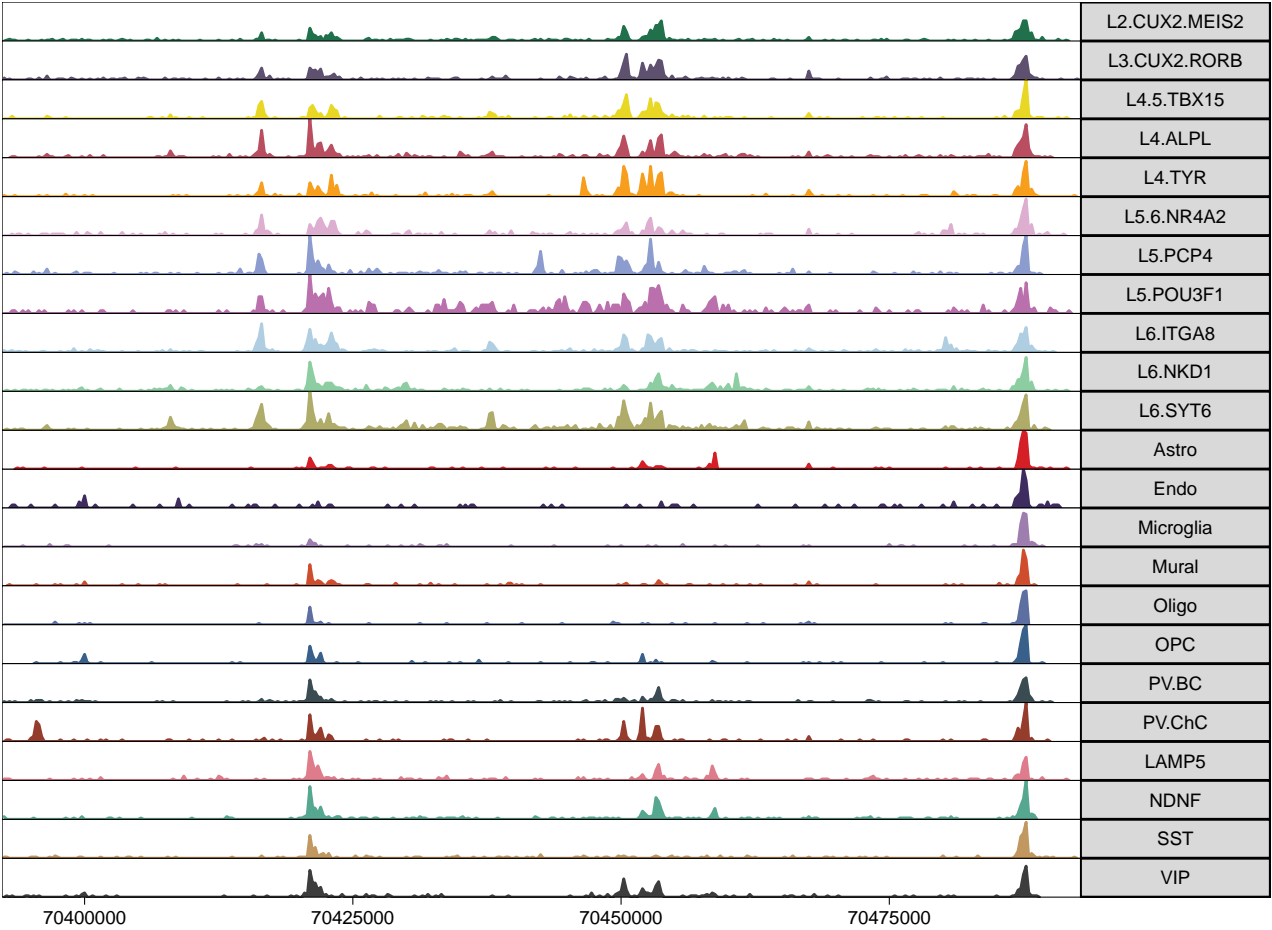 L2.CUX2.MEIS2
L3.CUX2.RORB
L4.5.TBX15
L4.ALPL
L4.TYR
L5.6.NR4A2
L5.PCP4
L5.POU3F1
L6.ITGA8
L6.NKD1
L6.SYT6
Astro
Endo
Microglia
Mural
Oligo
OPC
PV.BC
PV.ChC
LAMP5
NDNF
SST
VIP
70400000 70425000 70450000 70475000